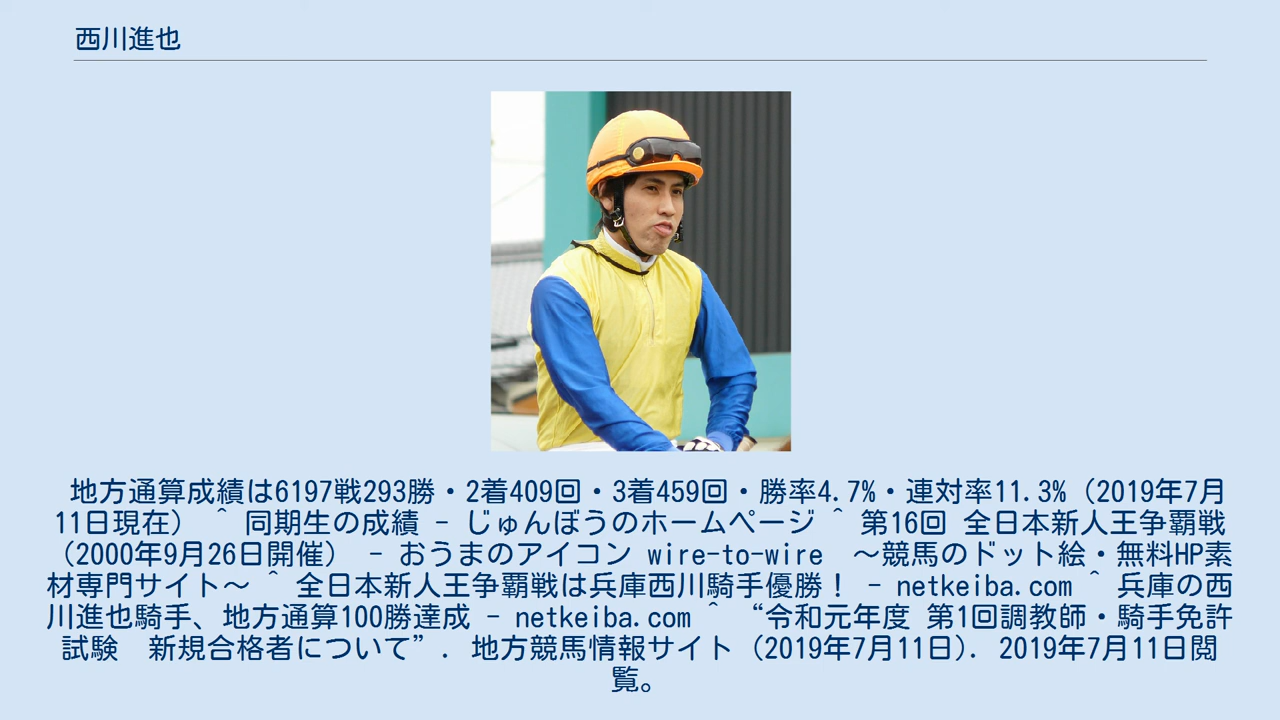 西川進也
地方通算成績は6197戦293勝・2着409回・3着459回・勝率4.7%・連対率11.3%（2019年7月
11日現在） ^ 同期生の成績 - じゅんぼうのホームページ ^ 第16回 全日本新人王争覇戦
（2000年9月26日開催） - おうまのアイコン wire-to-wire　～競馬のドット絵・無料HP素
材専門サイト～ ^ 全日本新人王争覇戦は兵庫西川騎手優勝！ - netkeiba.com ^ 兵庫の西
川進也騎手、地方通算100勝達成 - netkeiba.com ^ “令和元年度 第1回調教師・騎手免許
試験　新規合格者について”. 地方競馬情報サイト (2019年7月11日). 2019年7月11日閲
覧。